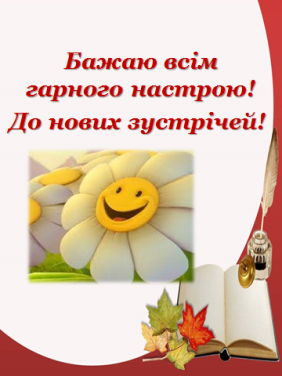 Бажаю всім
гарного настрою!
До нових зустрічей!